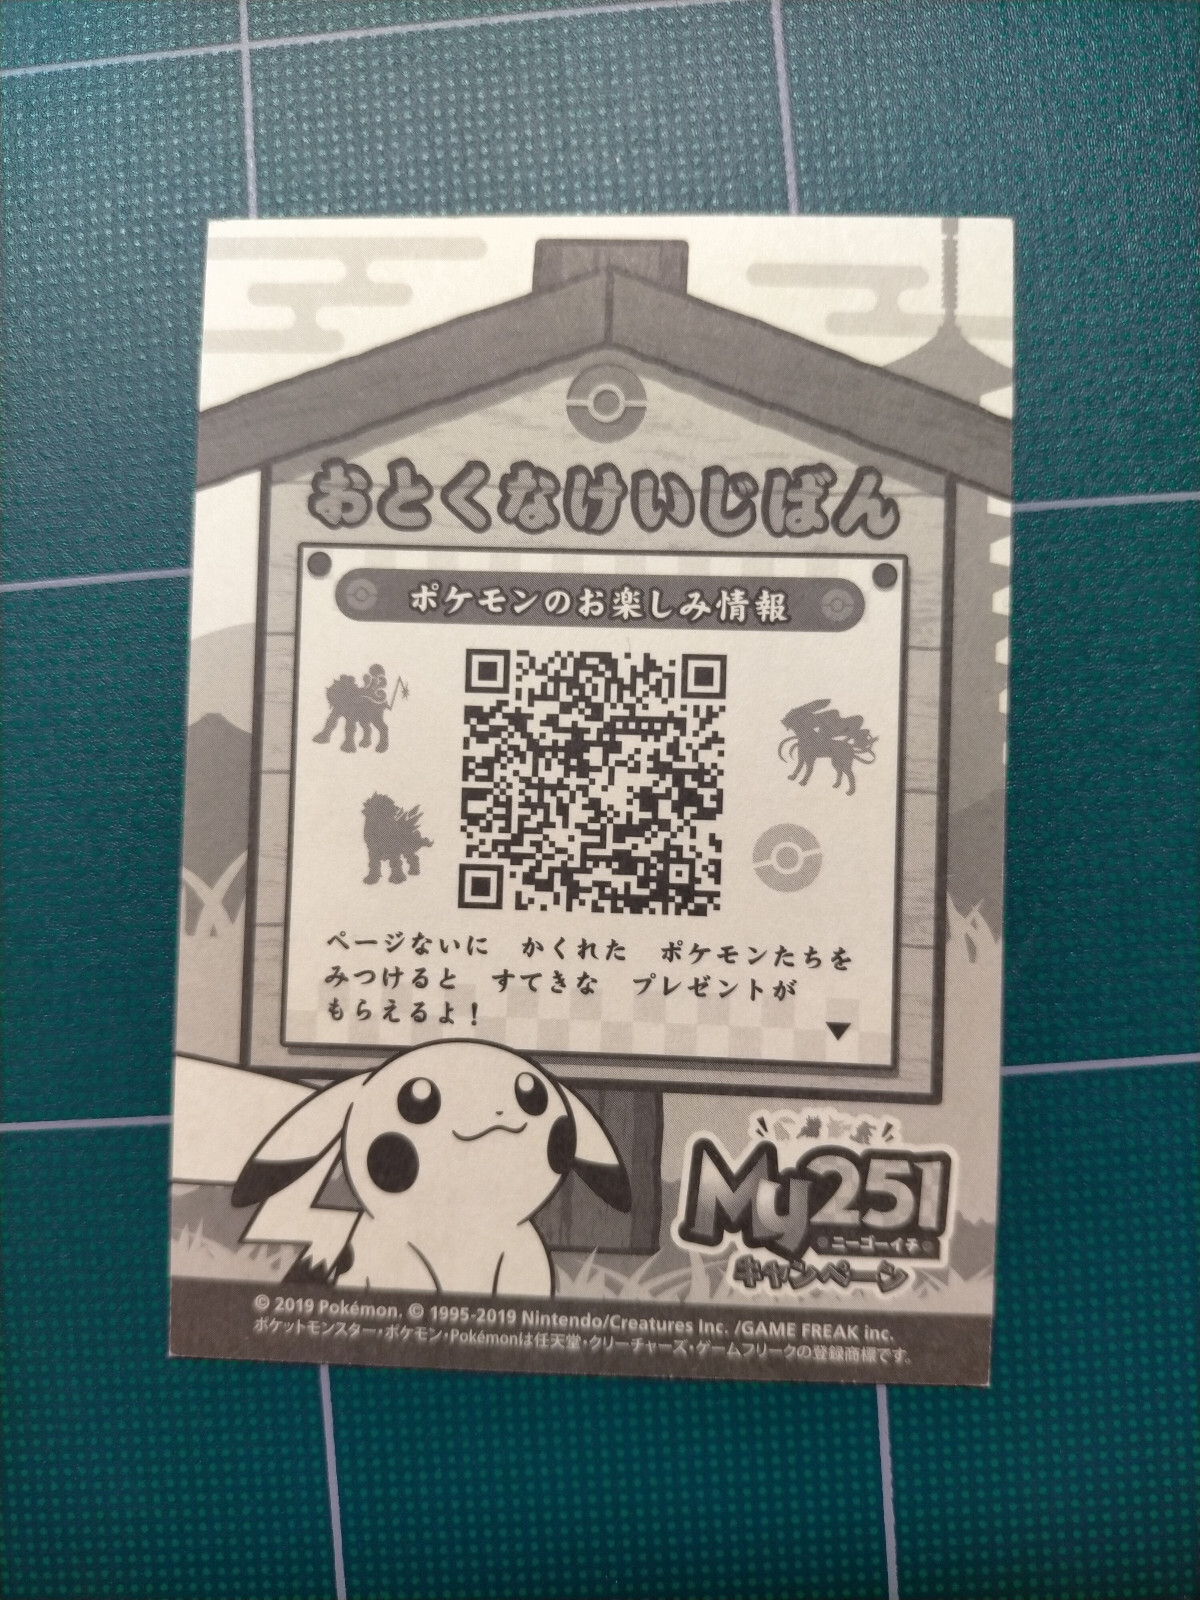 おとくなけいじばん
ポケモンのお楽しみ情報
ページないに かくれた ポケモンたちを
みつけると すてきな プレゼントが
もらえるよ！
My251
ニーゴーイチ
キャンペーン
© 2019 Pokémon. © 1995-2019 Nintendo/Creatures Inc. /GAME FREAK inc.
ポケットモンスター・ポケモン・Pokémonは任天堂・クリーチャーズ・ゲームフリークの登録商標です。